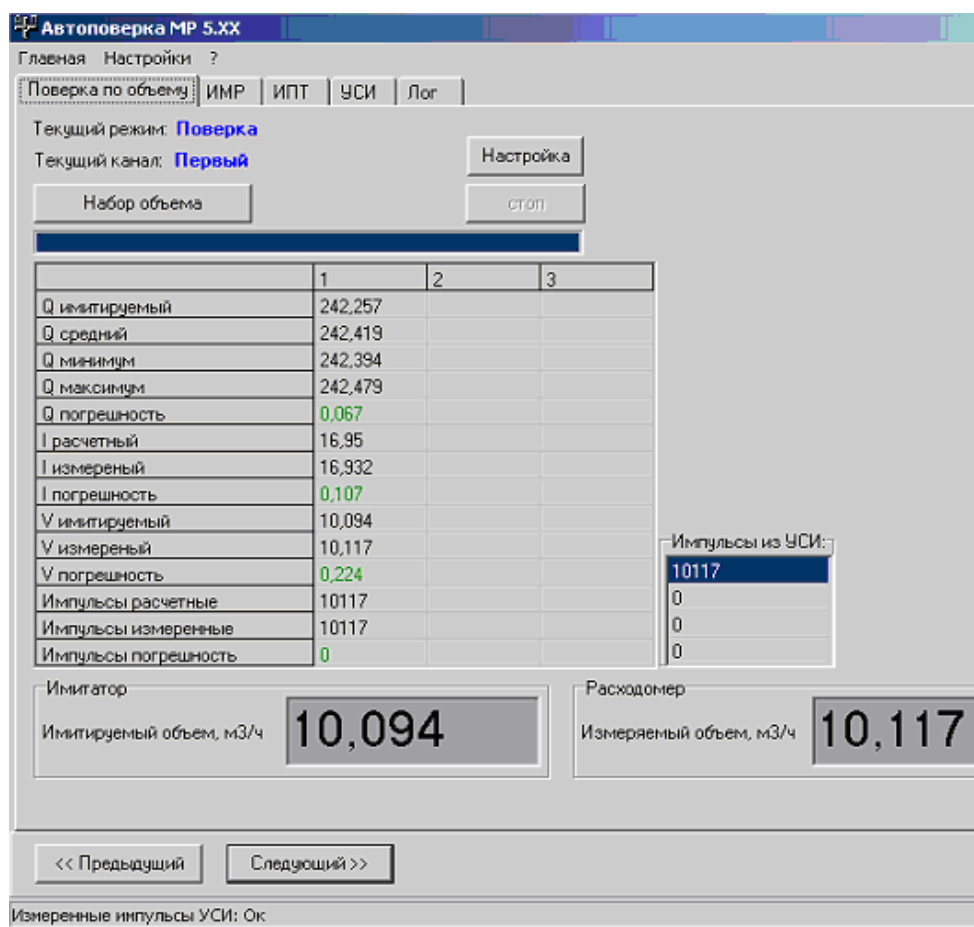 Автоповерка МР 5.ХХ
Главная Настройки ?
Поверка по объему ИМР ИПТ УСИ Лог
Текущий режим: Поверка
Текущий канал: Первый
Настройка
Набор объема
стоп
1 2 3
Q имитируемый 242,257
Q средний 242,419
Q минимум 242,394
Q максимум 242,479
Q погрешность 0,067
I расчетный 16,95
I измереный 16,932
I погрешность 0,107
V имитируемый 10,094
V измереный 10,117
V погрешность 0,224
Импульсы расчетные 10117
Импульсы измеренные 10117
Импульсы погрешность 0
Импульсы из УСИ:
10117
0
0
0
Имитатор
Имитируемый объем, м3/ч 10,094
Расходомер
Измеряемый объем, м3/ч 10,117
<< Предыдущий Следующий >>
Измеренные импульсы УСИ: Ок